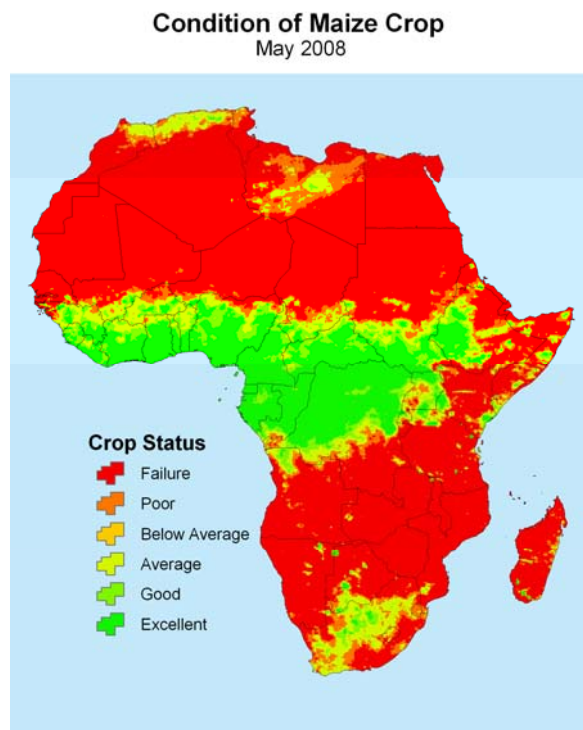 Condition of Maize Crop
May 2008
Crop Status
Failure
Poor
Below Average
Average
Good
Excellent